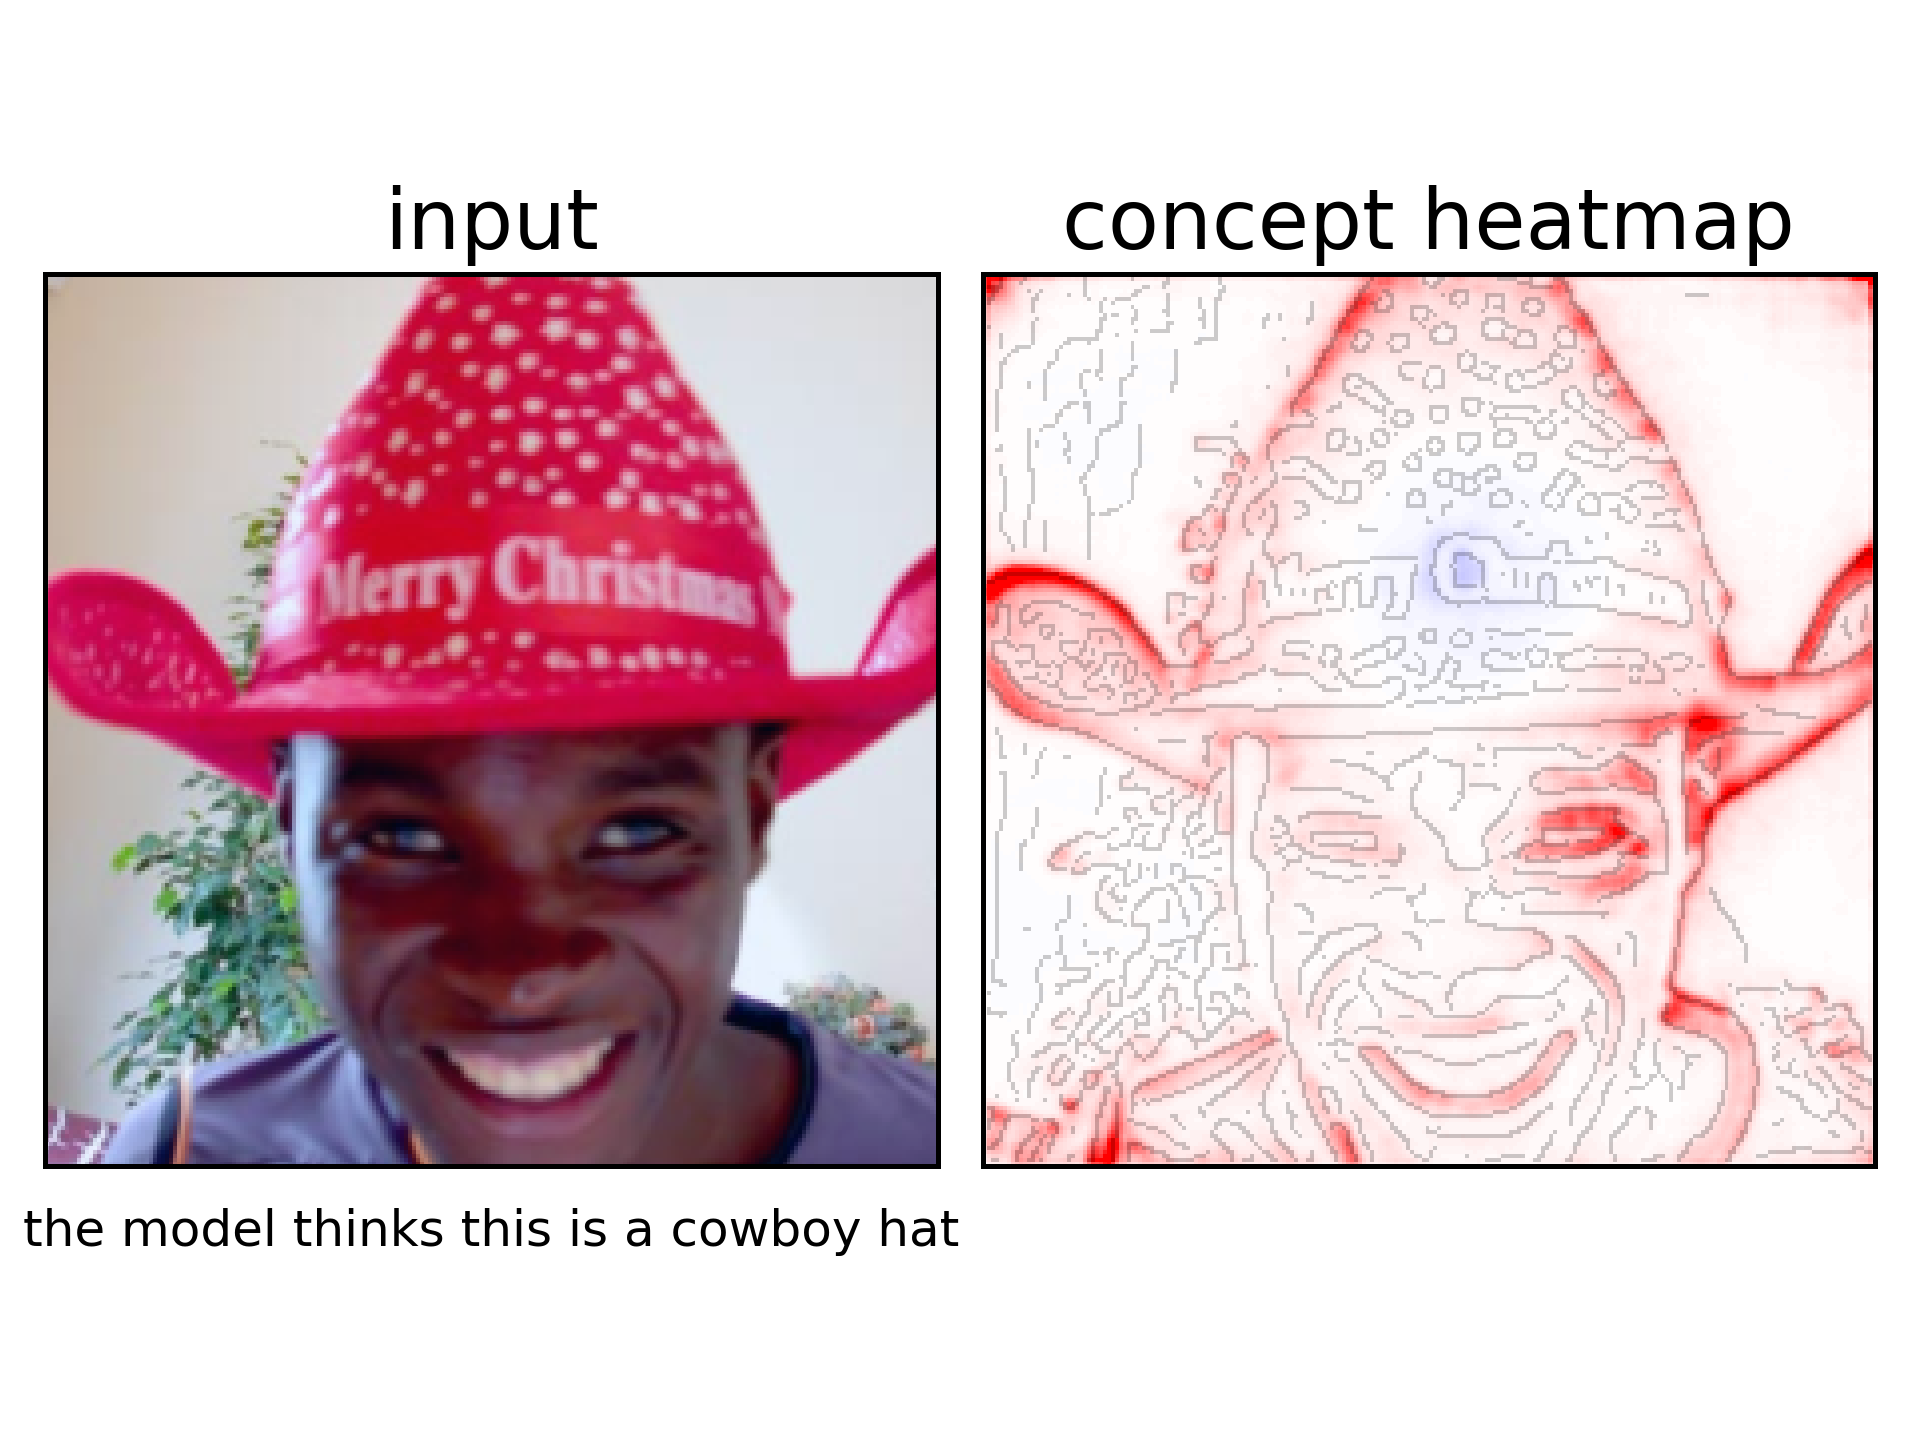 input
concept heatmap
Merry Christmas
the model thinks this is a cowboy hat